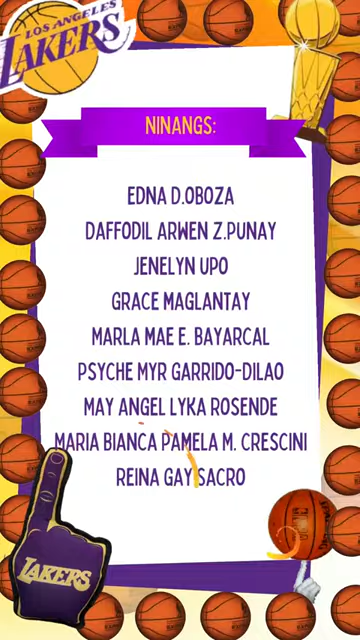 LOS ANGELES
LAKERS
NINANGS:
EDNA D.OBOZA
DAFFODIL ARWEN Z.PUNAY
JENELYN UPO
GRACE MAGLANTAY
MARLA MAE E. BAYARCAL
PSYCHE MYR GARRIDO-DILAO
MAY ANGEL LYKA ROSENDE
MARIA BIANCA PAMELA M. CRESCINI
REINA GAY SACRO
LAKERS